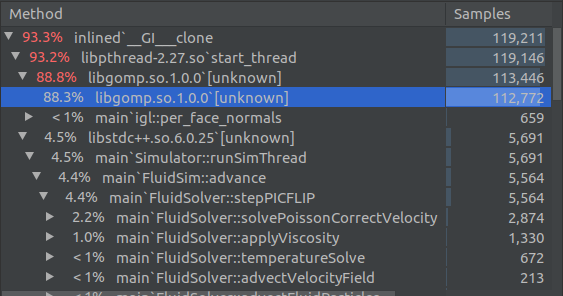 Method Samples
93.3% inlined`__GI___clone 119,211
93.2% libpthread-2.27.so`start_thread 119,146
88.8% libgomp.so.1.0.0`[unknown] 113,446
88.3% libgomp.so.1.0.0`[unknown] 112,772
< 1% main`igl::per_face_normals 659
4.5% libstdc++.so.6.0.25`[unknown] 5,691
4.5% main`Simulator::runSimThread 5,691
4.4% main`FluidSim::advance 5,564
4.4% main`FluidSolver::stepPICFLIP 5,564
2.2% main`FluidSolver::solvePoissonCorrectVelocity 2,874
1.0% main`FluidSolver::applyViscosity 1,330
< 1% main`FluidSolver::temperatureSolve 672
< 1% main`FluidSolver::advectVelocityField 213